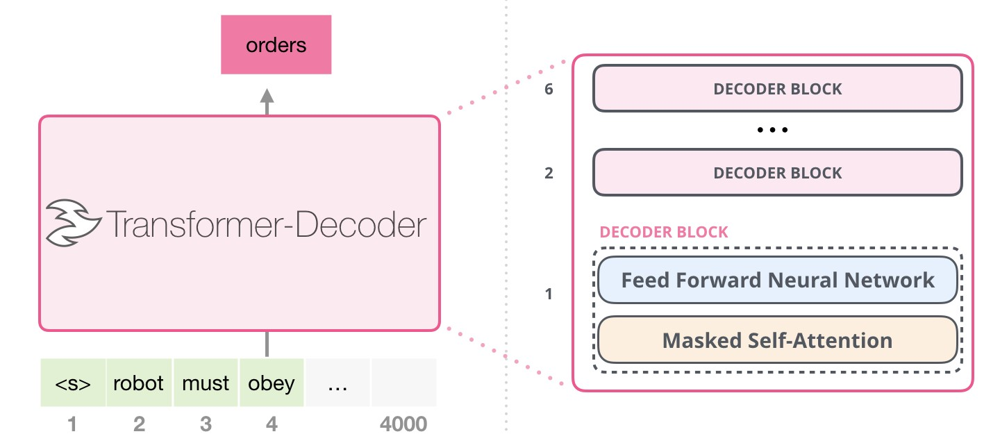 orders
Transformer-Decoder
<s> robot must obey ...
1 2 3 4 4000
6 DECODER BLOCK
...
2 DECODER BLOCK
DECODER BLOCK
Feed Forward Neural Network
1
Masked Self-Attention